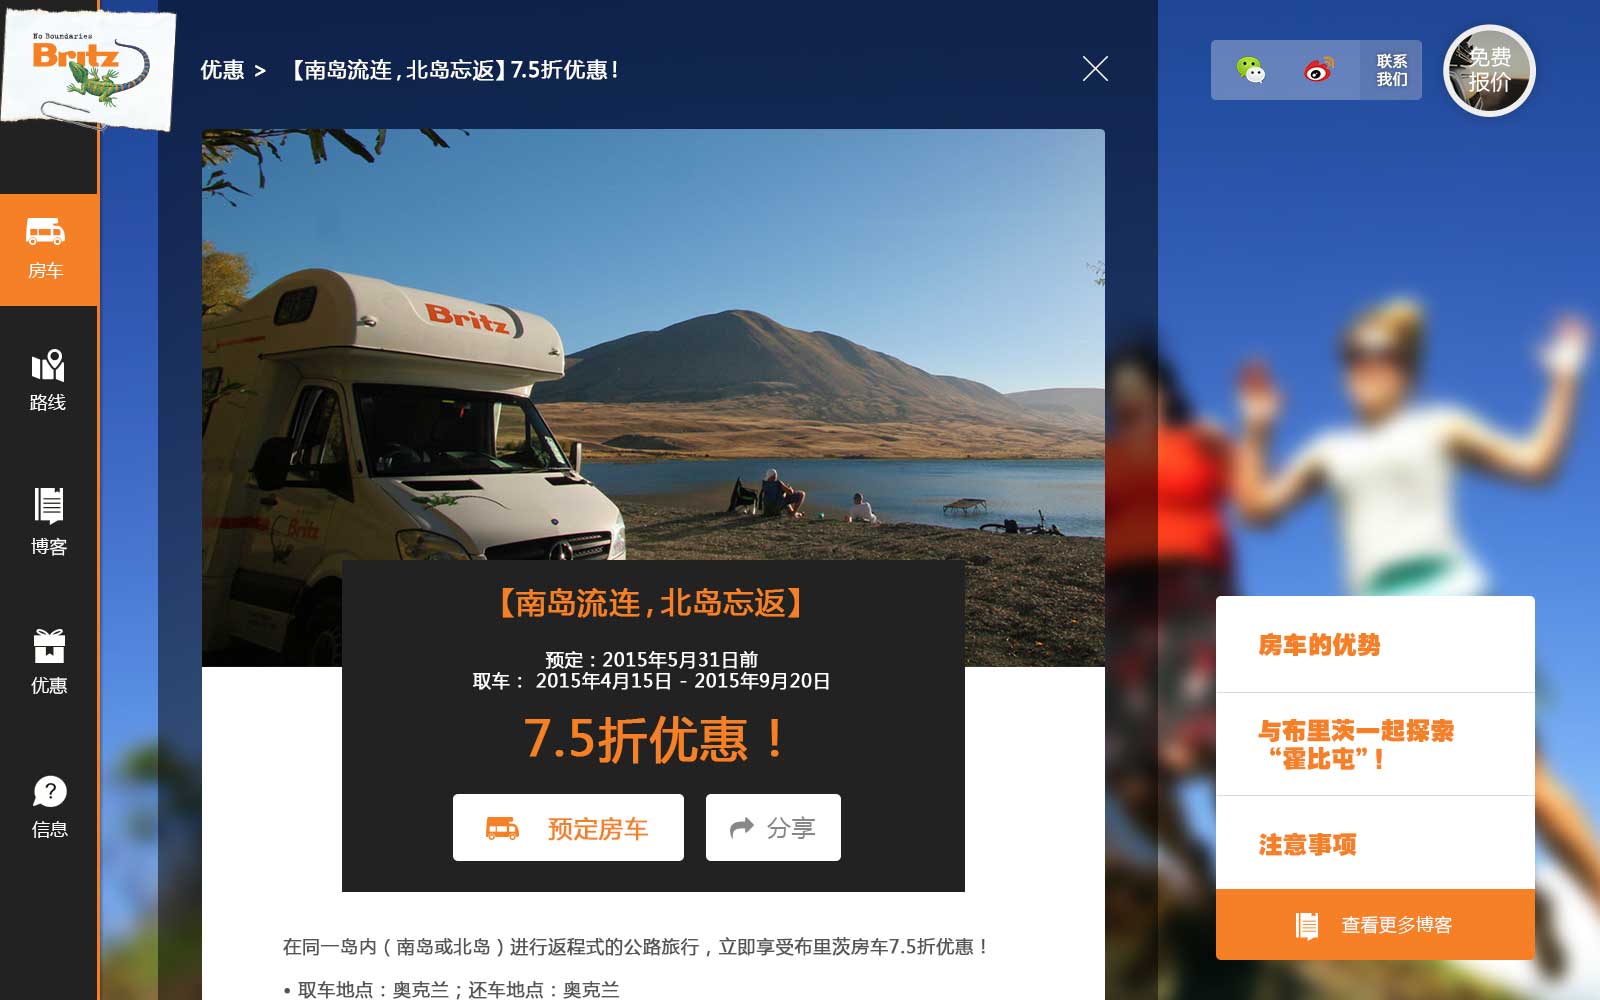 No Boundaries
Britz
优惠 > 【南岛流连，北岛忘返】7.5折优惠！
联系
我们
免费
报价
房车
路线
博客
优惠
信息
Britz
Britz
【南岛流连，北岛忘返】
预定：2015年5月31日前
取车： 2015年4月15日 - 2015年9月20日
7.5折优惠！
预定房车
分享
在同一岛内（南岛或北岛）进行返程式的公路旅行，立即享受布里茨房车7.5折优惠！
• 取车地点：奥克兰；还车地点：奥克兰
房车的优势
与布里茨一起探索
“霍比屯”！
注意事项
查看更多博客